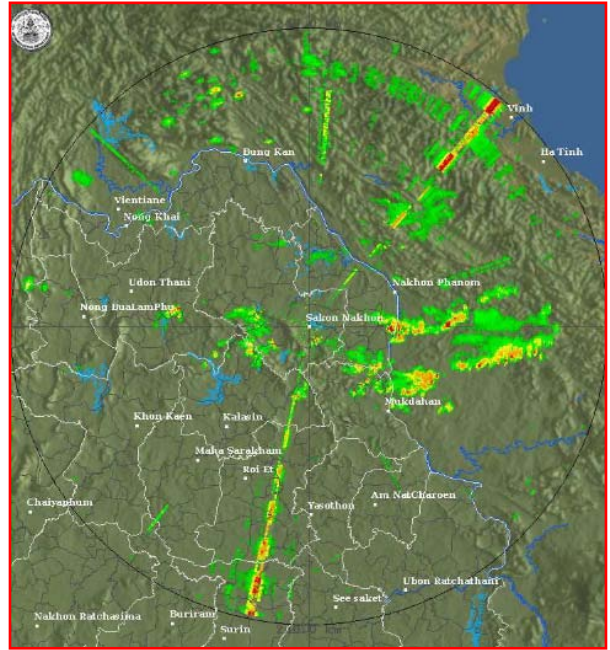 Vinh
Ha Tinh
Bung Kan
Vientiane
Nong Khai
Udon Thani
Nakhon Phanom
Nong BuaLamPhu
Sakon Nakhon
Mukdahan
Khon Kaen
Kalasin
Maha Sarakham
Roi Et
Chaiyaphum
Yasothon
Am NatCharoen
Ubon Ratchathani
See saket
Nakhon Ratchasima
Buriram
Surin